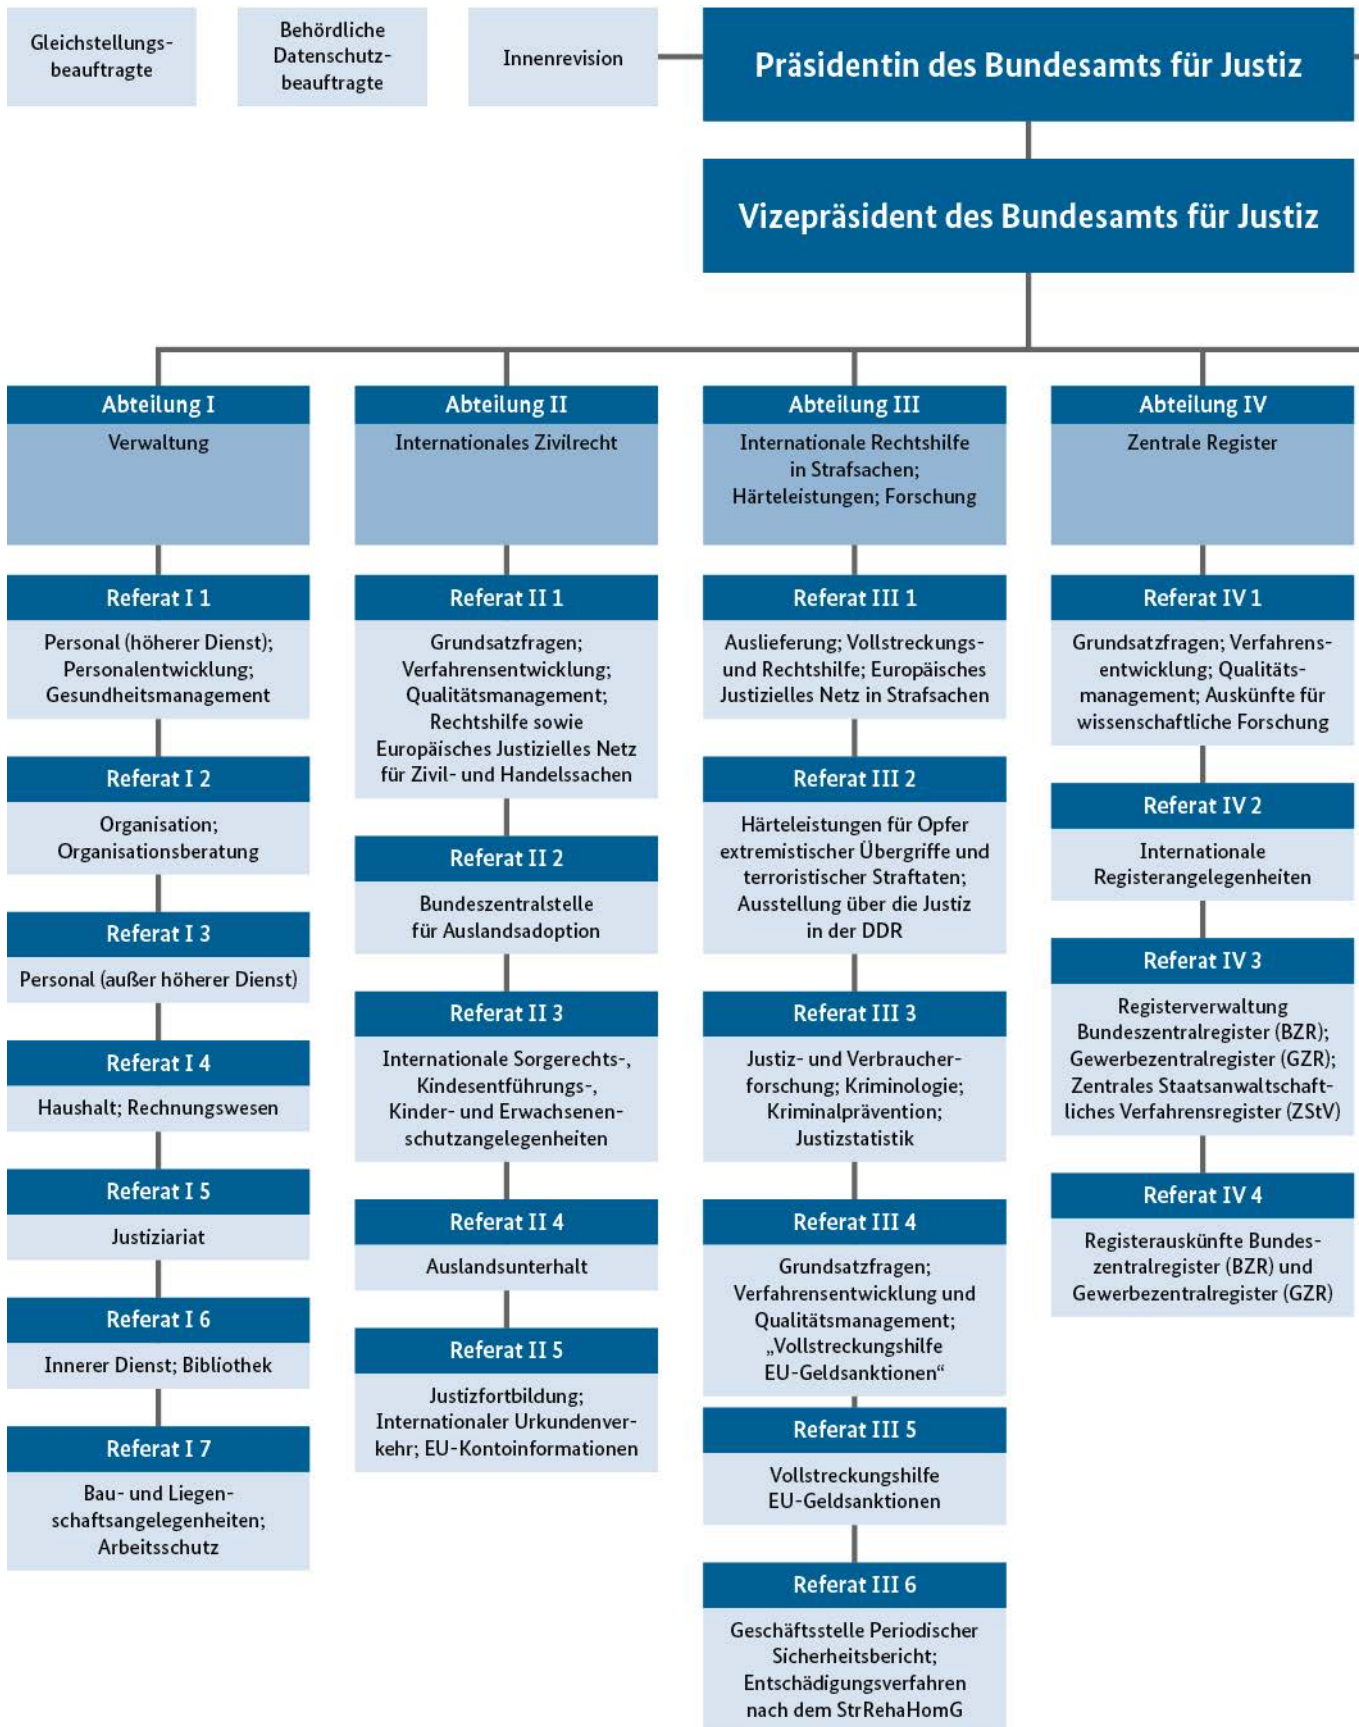 Gleichstellungs-
beauftragte
Behördliche
Datenschutz-
beauftragte
Innenrevision
Präsidentin des Bundesamts für Justiz
Vizepräsident des Bundesamts für Justiz
Abteilung I
Verwaltung
Referat I 1
Personal (höherer Dienst);
Personalentwicklung;
Gesundheitsmanagement
Referat I 2
Organisation;
Organisationsberatung
Referat I 3
Personal (außer höherer Dienst)
Referat I 4
Haushalt; Rechnungswesen
Referat I 5
Justiziariat
Referat I 6
Innerer Dienst; Bibliothek
Referat I 7
Bau- und Liegen-
schaftsangelegenheiten;
Arbeitsschutz
Abteilung II
Internationales Zivilrecht
Referat II 1
Grundsatzfragen;
Verfahrensentwicklung;
Qualitätsmanagement;
Rechtshilfe sowie
Europäisches Justizielles Netz
für Zivil- und Handelssachen
Referat II 2
Bundeszentralstelle
für Auslandsadoption
Referat II 3
Internationale Sorgerechts-,
Kindesentführungs-,
Kinder- und Erwachsenen-
schutzangelegenheiten
Referat II 4
Auslandsunterhalt
Referat II 5
Justizfortbildung;
Internationaler Urkundenver-
kehr; EU-Kontoinformationen
Abteilung III
Internationale Rechtshilfe
in Strafsachen;
Härteleistungen; Forschung
Referat III 1
Auslieferung; Vollstreckungs-
und Rechtshilfe; Europäisches
Justizielles Netz in Strafsachen
Referat III 2
Härteleistungen für Opfer
extremistischer Übergriffe und
terroristischer Straftaten;
Ausstellung über die Justiz
in der DDR
Referat III 3
Justiz- und Verbraucher-
forschung; Kriminologie;
Kriminalprävention;
Justizstatistik
Referat III 4
Grundsatzfragen;
Verfahrensentwicklung und
Qualitätsmanagement;
„Vollstreckungshilfe
EU-Geldsanktionen“
Referat III 5
Vollstreckungshilfe
EU-Geldsanktionen
Referat III 6
Geschäftsstelle Periodischer
Sicherheitsbericht;
Entschädigungsverfahren
nach dem StrRehaHomG
Abteilung IV
Zentrale Register
Referat IV 1
Grundsatzfragen; Verfahrens-
entwicklung; Qualitäts-
management; Auskünfte für
wissenschaftliche Forschung
Referat IV 2
Internationale
Registerangelegenheiten
Referat IV 3
Registerverwaltung
Bundeszentralregister (BZR);
Gewerbezentralregister (GZR);
Zentrales Staatsanwaltschaft-
liches Verfahrensregister (ZStV)
Referat IV 4
Registerauskünfte Bundes-
zentralregister (BZR) und
Gewerbezentralregister (GZR)